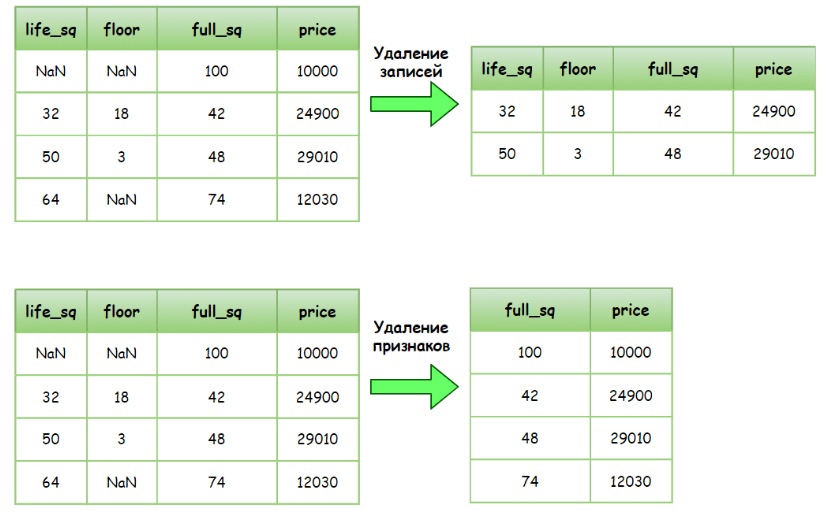 life_sq floor full_sq price
NaN NaN 100 10000
32 18 42 24900
50 3 48 29010
64 NaN 74 12030
Удаление
записей
life_sq floor full_sq price
32 18 42 24900
50 3 48 29010
life_sq floor full_sq price
NaN NaN 100 10000
32 18 42 24900
50 3 48 29010
64 NaN 74 12030
Удаление
признаков
full_sq price
100 10000
42 24900
48 29010
74 12030